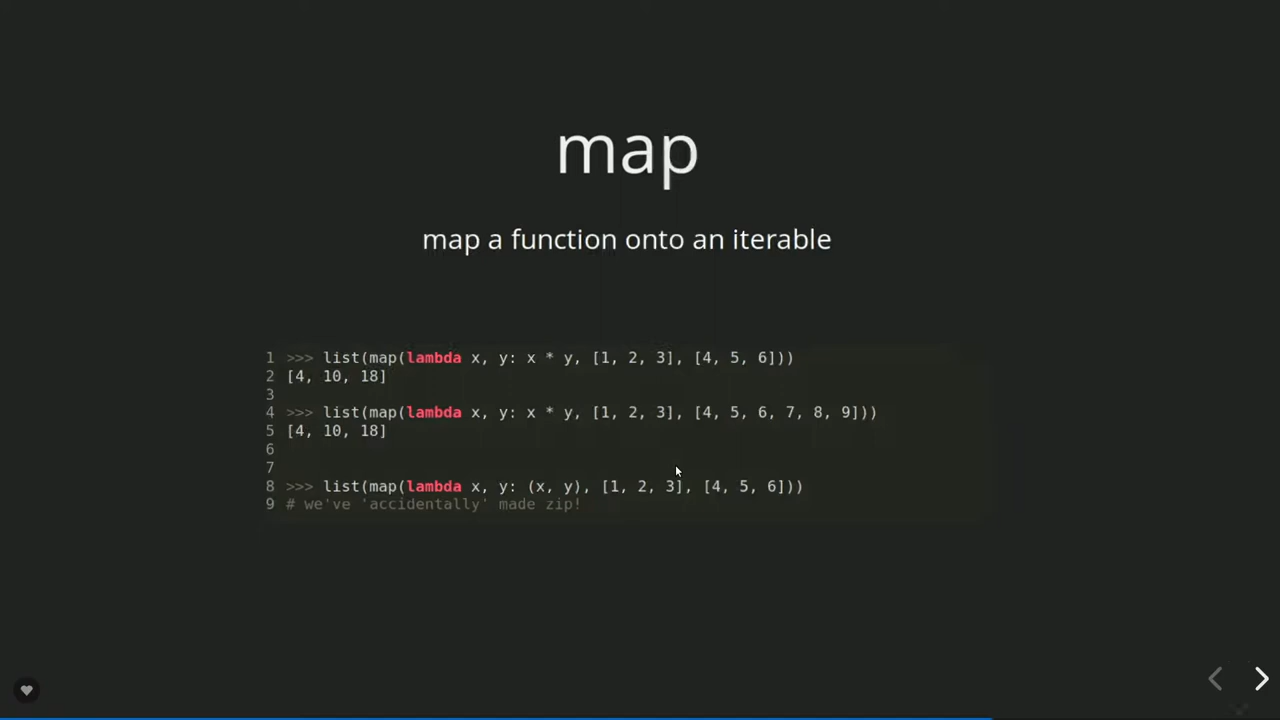 map
map a function onto an iterable
1 >>> list(map(lambda x, y: x * y, [1, 2, 3], [4, 5, 6]))
2 [4, 10, 18]
3
4 >>> list(map(lambda x, y: x * y, [1, 2, 3], [4, 5, 6, 7, 8, 9]))
5 [4, 10, 18]
6
7
8 >>> list(map(lambda x, y: (x, y), [1, 2, 3], [4, 5, 6]))
9 # we've 'accidentally' made zip!